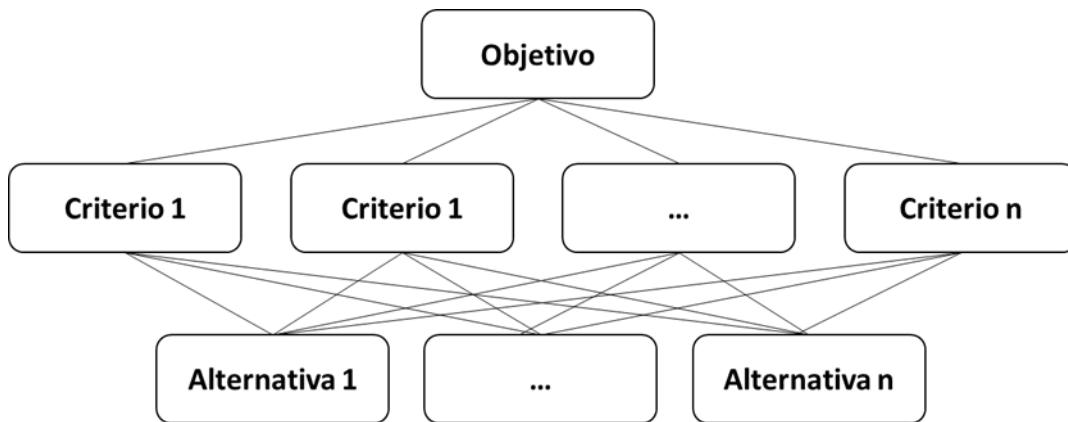 Objetivo
Criterio 1
Criterio 1
...
Criterio n
Alternativa 1
...
Alternativa n